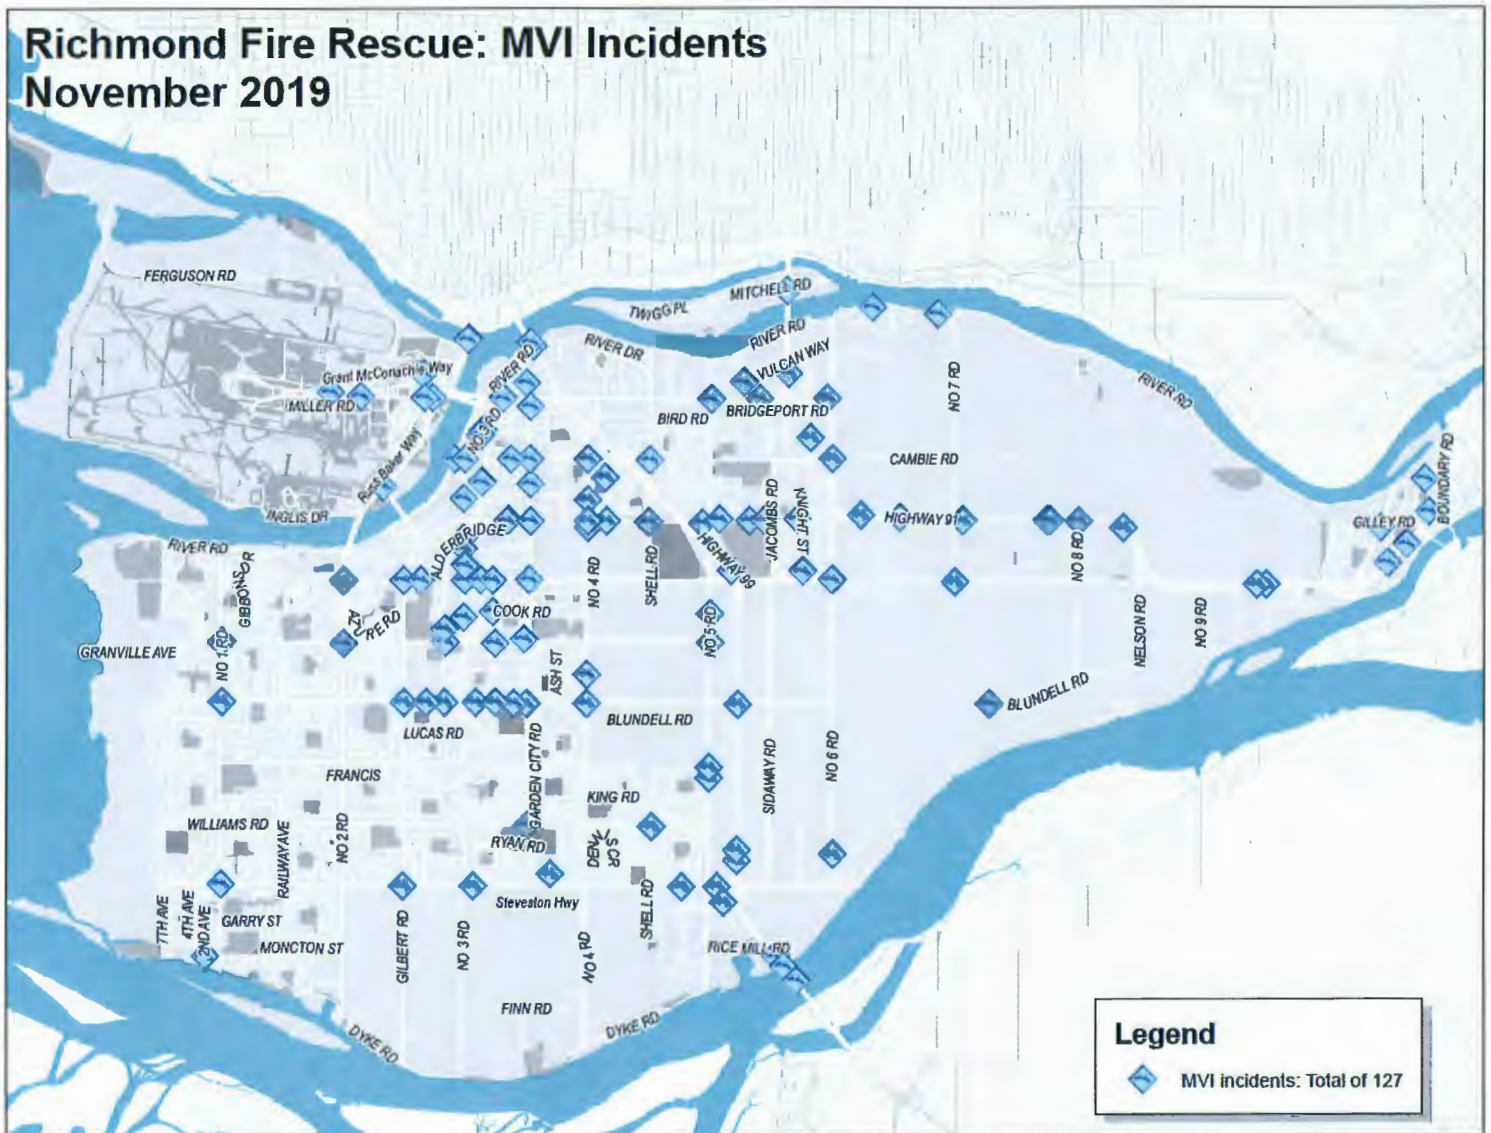 Richmond Fire Rescue: MVI Incidents
November 2019
FERGUSON RD
MITCHELL RD
TWIGG PL
RIVER RD
RIVER DR
VULCAN WAY
RIVER RD
Grant McConachie Way
MILLER RD
NO 7 RD
RIVER RD
BRIDGEPORT RD
BIRD RD
NO 3 RD
Russ Baker Way
CAMBIE RD
BOUNDARY RD
JACOBBS RD
KNIGHT ST
INGLIS DR
HIGHWAY 91
GILLEY RD
ALDERBRIDGE
RIVER RD
HIGHWAY 99
NO 8 RD
GIBBONS DR
NO 4 RD
SHELL RD
COOK RD
AZURE RD
NO 5 RD
NELSON RD
NO 9 RD
GRANVILLE AVE
NO 1 RD
ASH ST
BLUNDELL RD
BLUNDELL RD
LUCAS RD
GARDEN CITY RD
SIDAWAY RD
NO 6 RD
FRANCIS
KING RD
WILLIAMS RD
RAILWAY AVE
NO 2 RD
RYAN RD
Steveston Hwy
7TH AVE
4TH AVE
2ND AVE
GARRY ST
SHELL RD
MONCTON ST
GILBERT RD
NO 3 RD
NO 4 RD
RICE MILL RD
FINN RD
DYKE RD
DYKE RD
Legend
MVI incidents: Total of 127